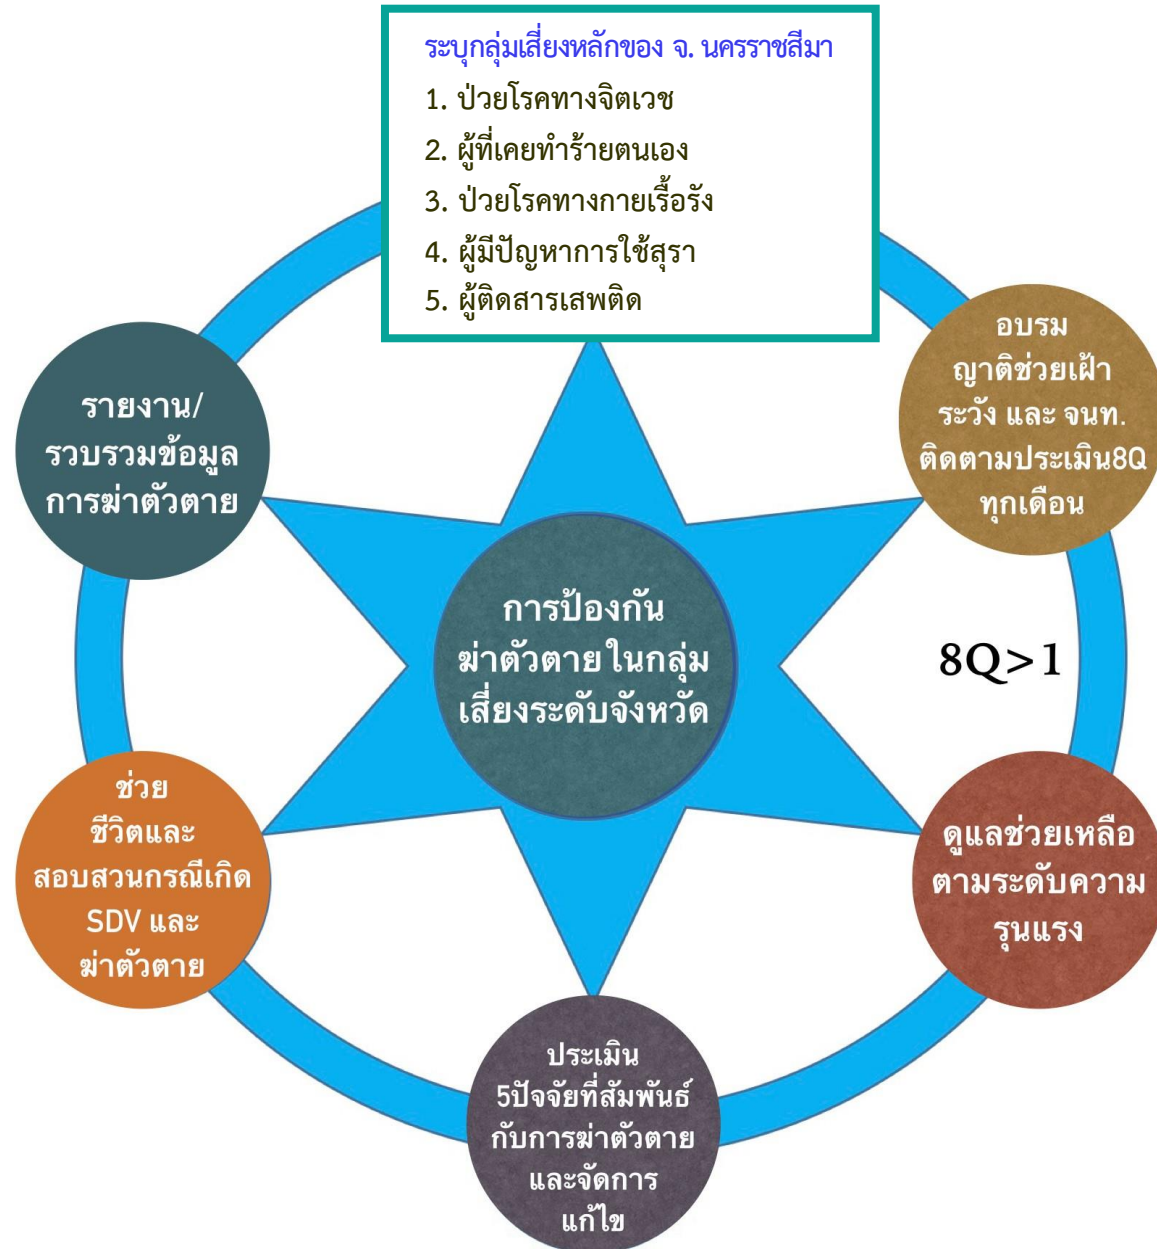 ระบุกลุ่มเสี่ยงหลักของ จ. นครราชสีมา
1. ป่วยโรคทางจิตเวช
2. ผู้ที่เคยทำร้ายตนเอง
3. ป่วยโรคทางกายเรื้อรัง
4. ผู้มีปัญหาการใช้สุรา
5. ผู้ติดสารเสพติด
อบรม
ญาติช่วยเฝ้า
ระวัง และ จนท.
ติดตามประเมิน8Q
ทุกเดือน
8Q>1
ดูแลช่วยเหลือ
ตามระดับความ
รุนแรง
ประเมิน
5ปัจจัยที่สัมพันธ์
กับการฆ่าตัวตาย
และจัดการ
แก้ไข
ช่วย
ชีวิตและ
สอบสวนกรณีเกิด
SDV และ
ฆ่าตัวตาย
รายงาน/
รวบรวมข้อมูล
การฆ่าตัวตาย
การป้องกัน
ฆ่าตัวตายในกลุ่ม
เสี่ยงระดับจังหวัด